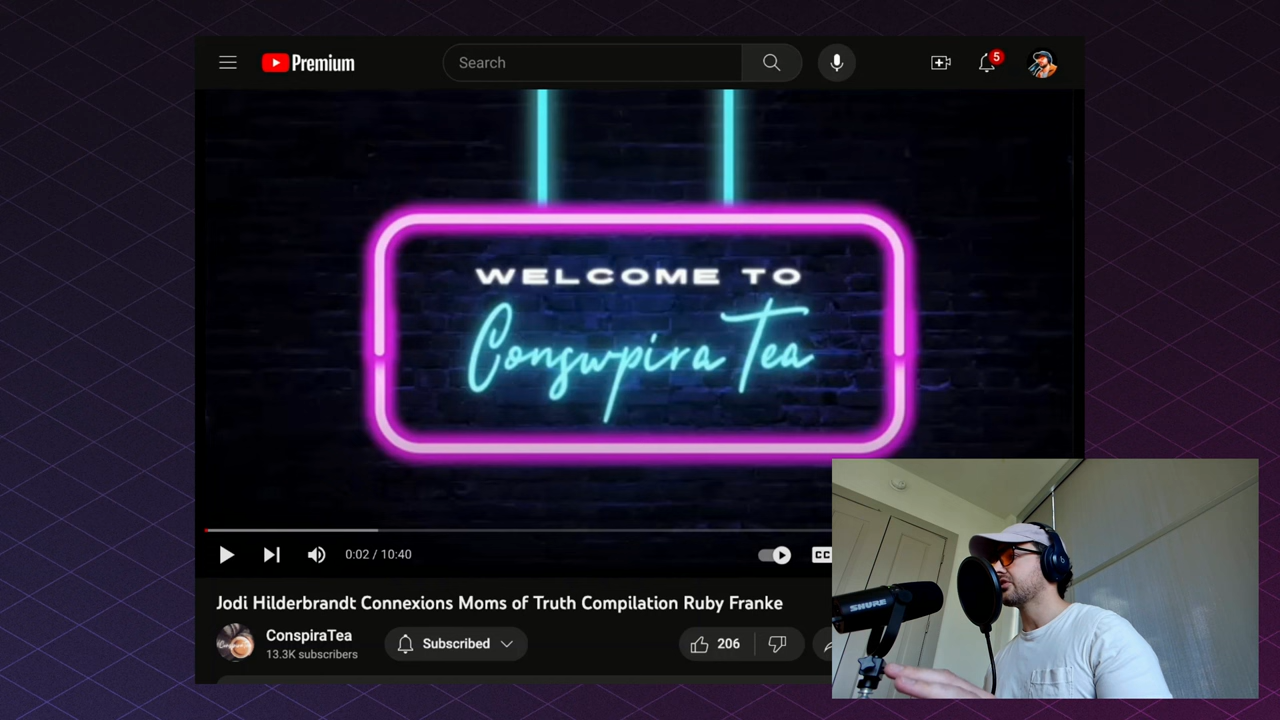 Premium
Search
5
WELCOME TO
Conswpira Tea
0:02 / 10:40
CC
Jodi Hilderbrandt Connexions Moms of Truth Compilation Ruby Franke
ConspiraTea
13.3K subscribers
Subscribed
206
SHURE